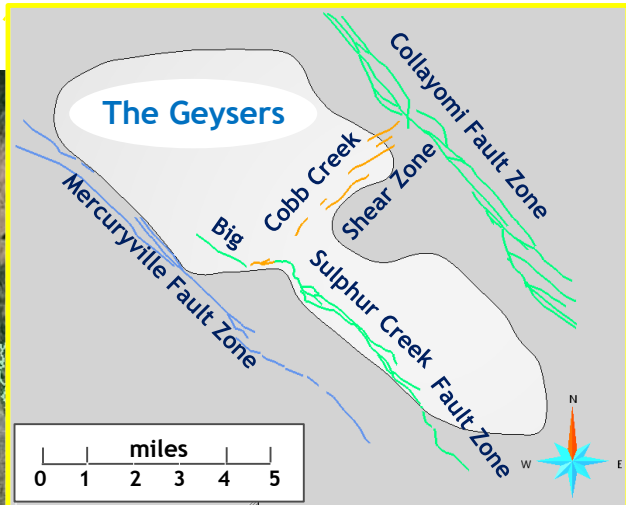 The Geysers
Collayomi Fault Zone
Cobb Creek
Shear Zone
Mercuryville Fault Zone
Big
Sulphur Creek
Fault Zone
miles
0 1 2 3 4 5
N
W E
S